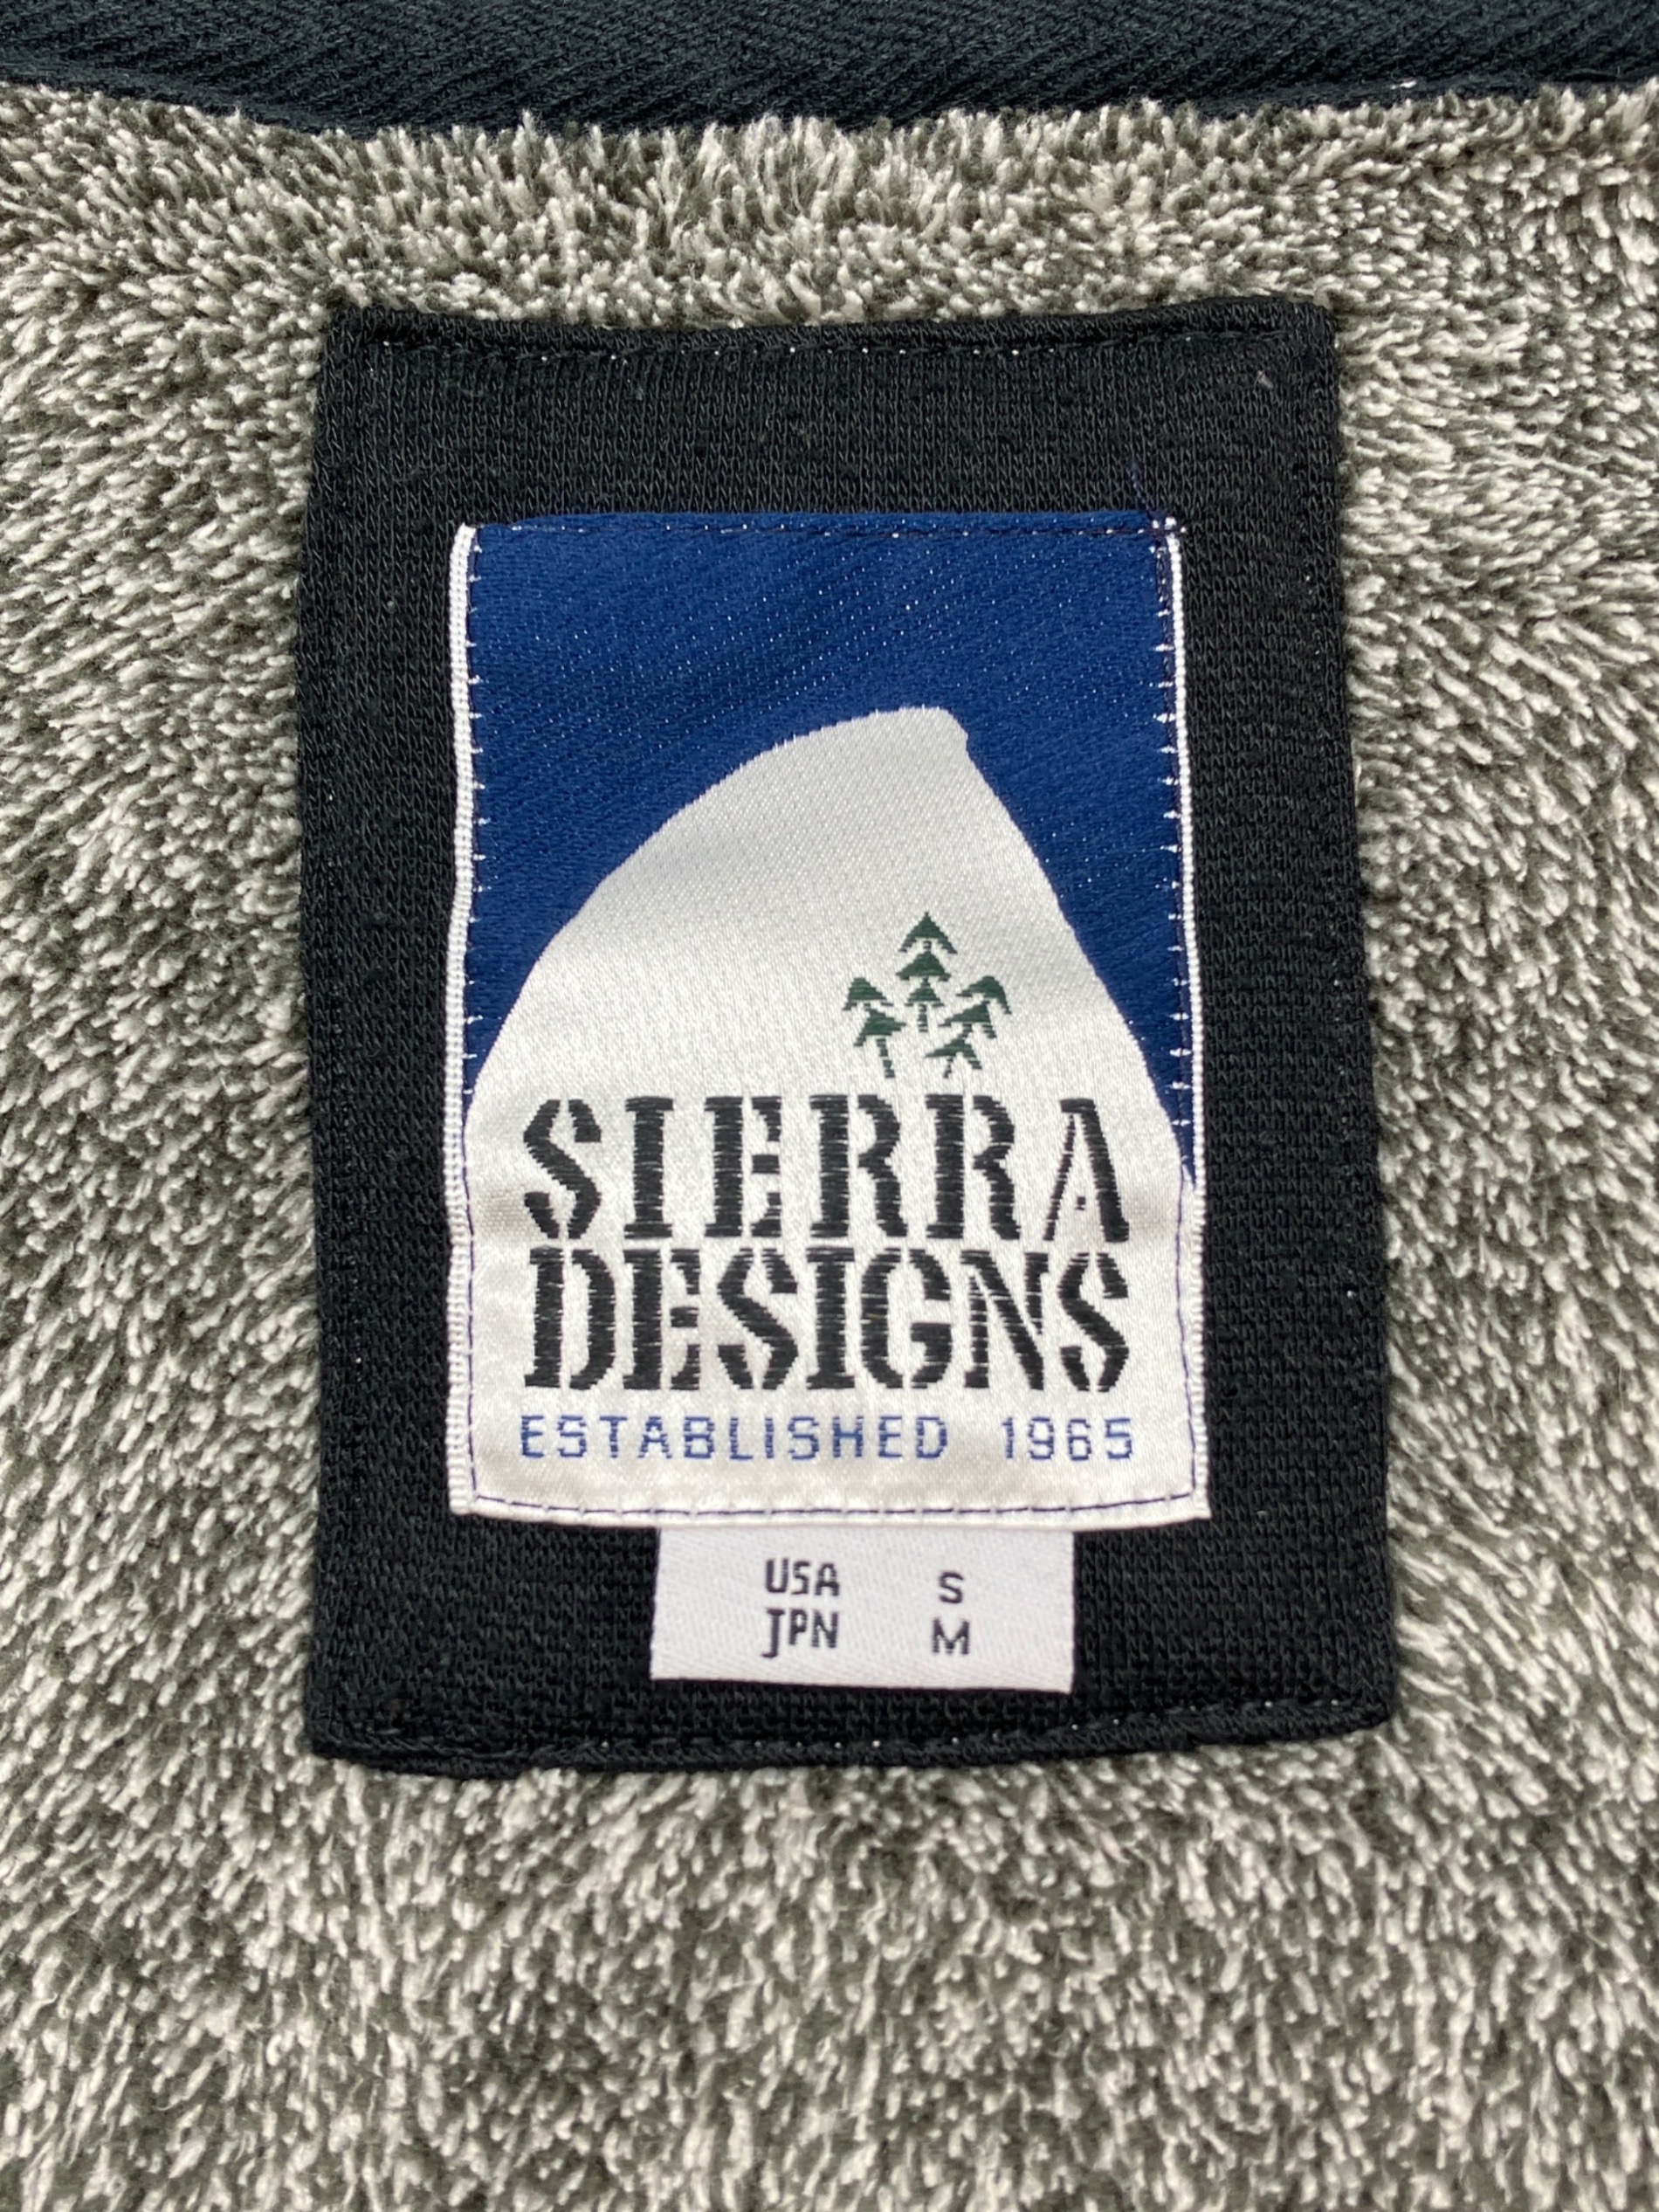 SIERRA
DESIGNS
ESTABLISHED 1965
USA S
JPN M